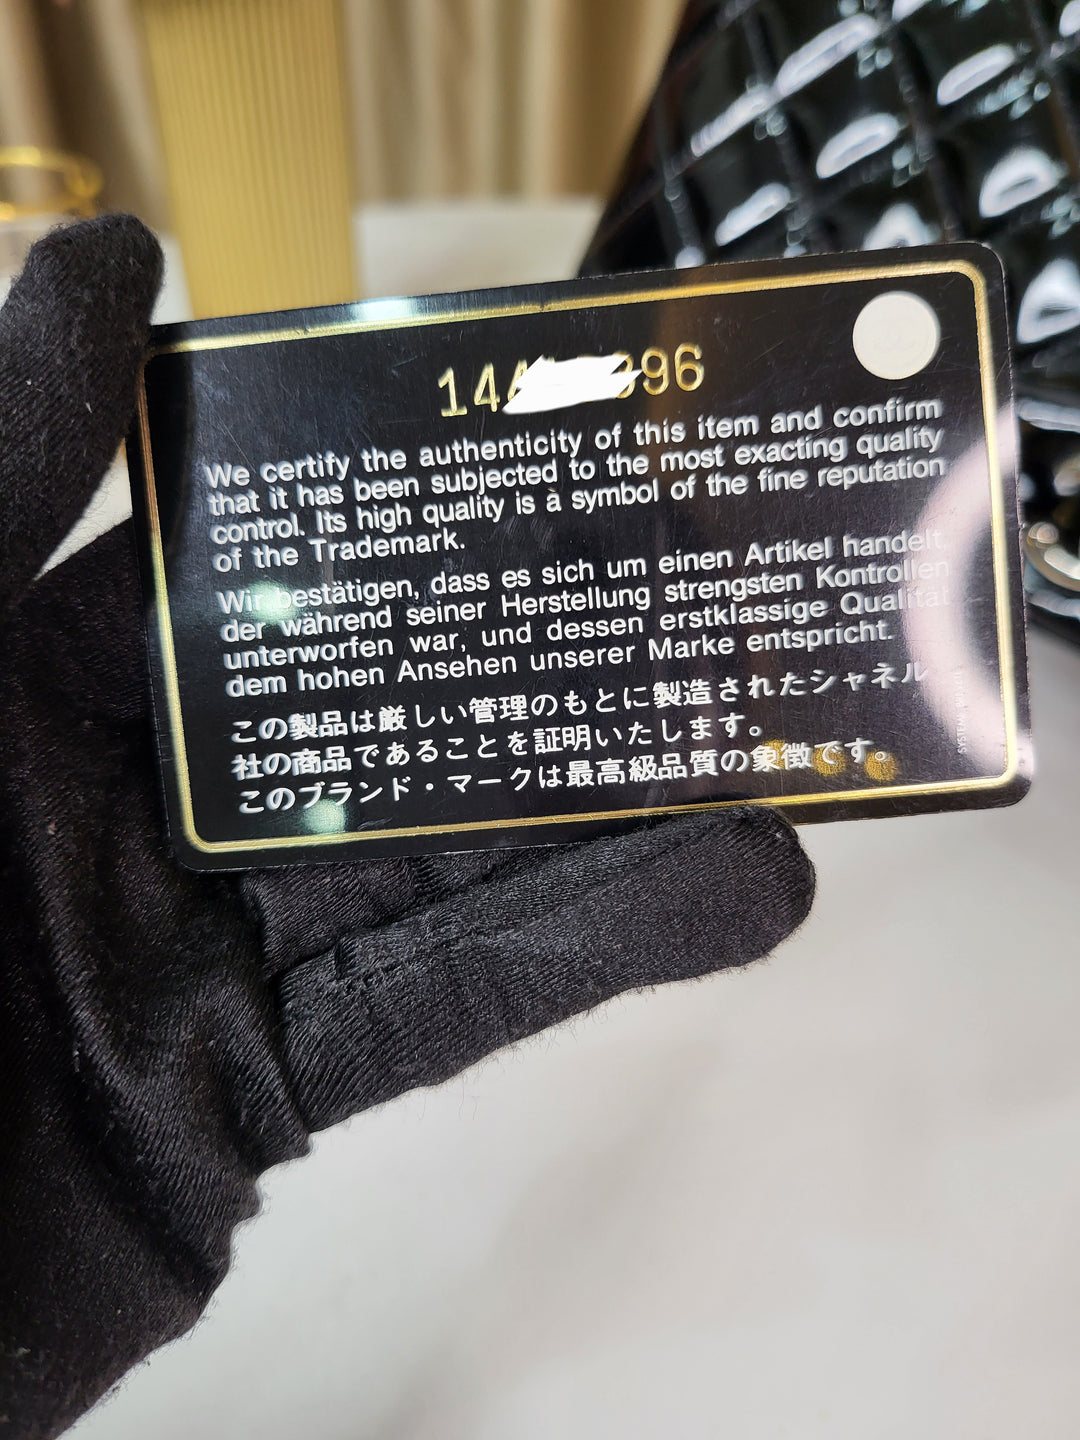 14 396
We certify the authenticity of this item and confirm
that it has been subjected to the most exacting quality
control. Its high quality is à symbol of the fine reputation
of the Trademark.
Wir bestätigen, dass es sich um einen Artikel handelt,
der während seiner Herstellung strengsten Kontrollen
unterworfen war, und dessen erstklassige Qualität
dem hohen Ansehen unserer Marke entspricht.
この製品は厳しい管理のもとに製造されたシャネル
社の商品であることを証明いたします。
このブランド・マークは最高級品質の象徴です。